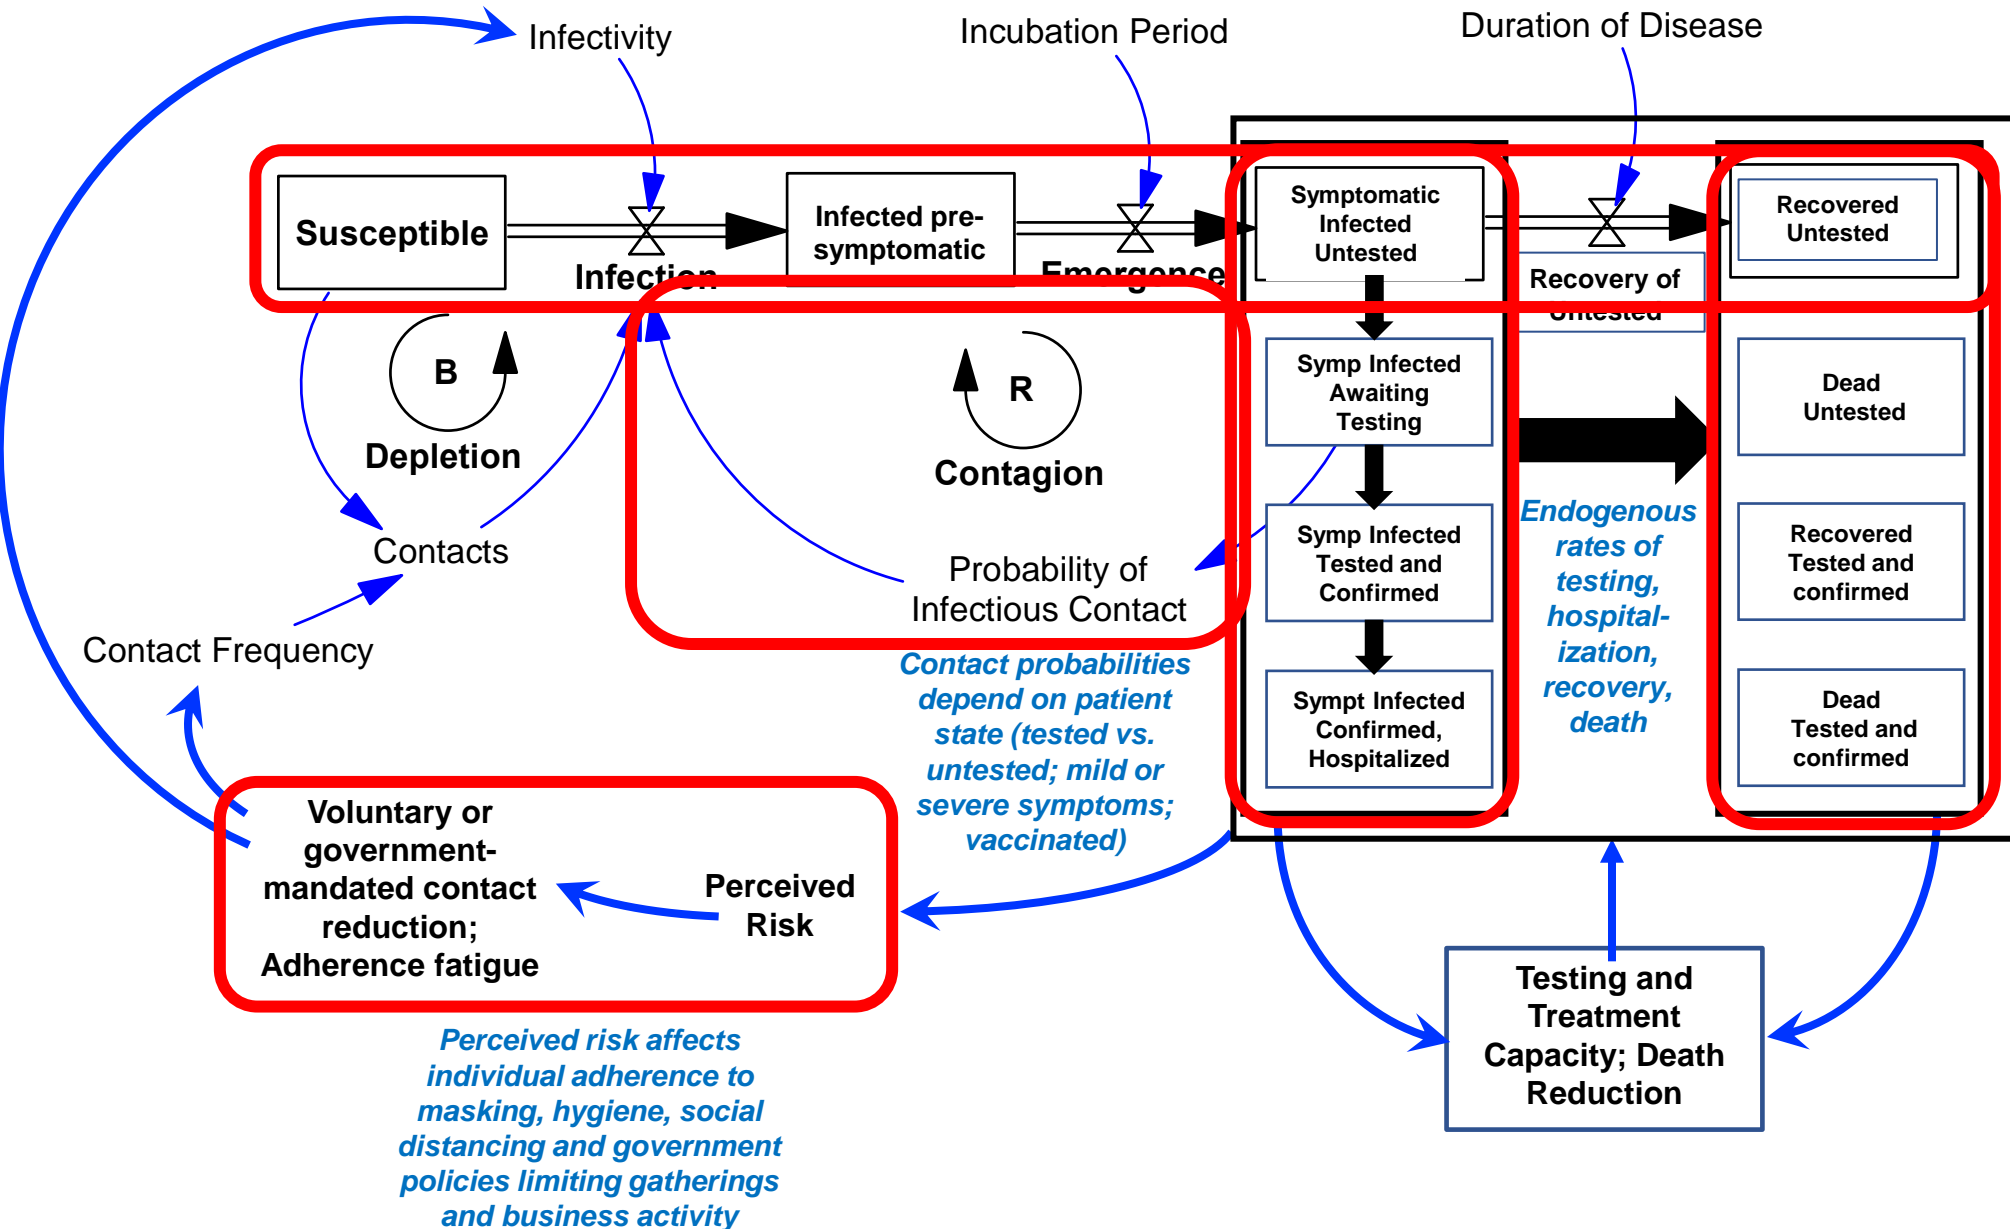 Infectivity
Incubation Period
Duration of Disease
Susceptible
Infection
Infected pre-
symptomatic
Emergence
Symptomatic
Infected
Untested
Recovery of
Untested
Recovered
Untested
B
Depletion
R
Contagion
Symp Infected
Awaiting
Testing
Dead
Untested
Contacts
Probability of
Infectious Contact
Symp Infected
Tested and
Confirmed
Endogenous
rates of
testing,
hospital-
ization,
recovery,
death
Recovered
Tested and
confirmed
Contact Frequency
Contact probabilities
depend on patient
state (tested vs.
untested; mild or
severe symptoms;
vaccinated)
Sympt Infected
Confirmed,
Hospitalized
Dead
Tested and
confirmed
Voluntary or
government-
mandated contact
reduction;
Adherence fatigue
Perceived
Risk
Testing and
Treatment
Capacity; Death
Reduction
Perceived risk affects
individual adherence to
masking, hygiene, social
distancing and government
policies limiting gatherings
and business activity